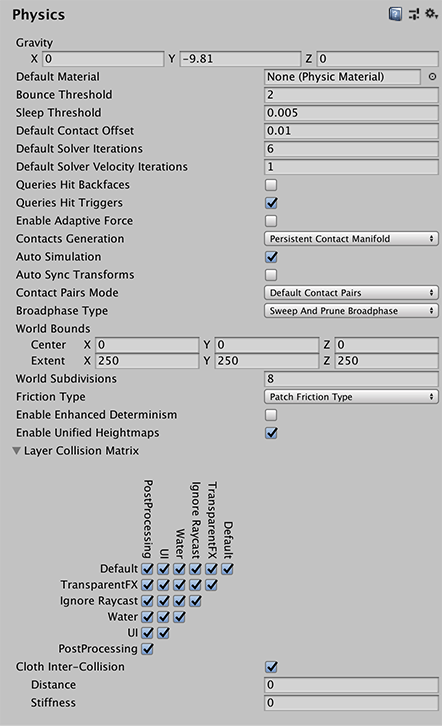 Physics
Gravity
X 0 Y -9.81 Z 0
Default Material None (Physic Material)
Bounce Threshold 2
Sleep Threshold 0.005
Default Contact Offset 0.01
Default Solver Iterations 6
Default Solver Velocity Iterations 1
Queries Hit Backfaces
Queries Hit Triggers
Enable Adaptive Force
Contacts Generation Persistent Contact Manifold
Auto Simulation
Auto Sync Transforms
Contact Pairs Mode Default Contact Pairs
Broadphase Type Sweep And Prune Broadphase
World Bounds
Center X 0 Y 0 Z 0
Extent X 250 Y 250 Z 250
World Subdivisions 8
Friction Type Patch Friction Type
Enable Enhanced Determinism
Enable Unified Heightmaps
Layer Collision Matrix
PostProcessing
UI
Water
Ignore Raycast
TransparentFX
Default
Default
TransparentFX
Ignore Raycast
Water
UI
PostProcessing
Cloth Inter-Collision
Distance 0
Stiffness 0